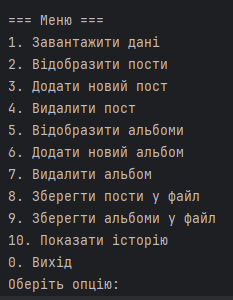 === Меню ===
1. Завантажити дані
2. Відобразити пости
3. Додати новий пост
4. Видалити пост
5. Відобразити альбоми
6. Додати новий альбом
7. Видалити альбом
8. Зберегти пости у файл
9. Зберегти альбоми у файл
10. Показати історію
0. Вихід
Оберіть опцію: